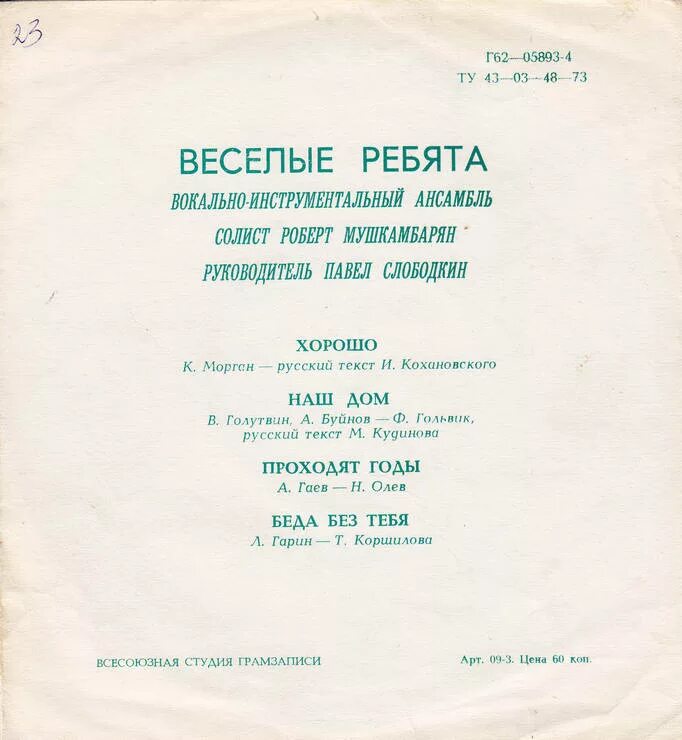 23
Г62—05893-4
ТУ 43—03—48—73
ВЕСЕЛЫЕ РЕБЯТА
ВОКАЛЬНО-ИНСТРУМЕНТАЛЬНЫЙ АНСАМБЛЬ
СОЛИСТ РОБЕРТ МУШКАМБАРЯН
РУКОВОДИТЕЛЬ ПАВЕЛ СЛОБОДКИН
ХОРОШО
К. Морган — русский текст И. Кохановского
НАШ ДОМ
В. Голутвин, А. Буйнов — Ф. Гольвик,
русский текст М. Кудинова
ПРОХОДЯТ ГОДЫ
А. Гаев — Н. Олев
БЕДА БЕЗ ТЕБЯ
Л. Гарин — Т. Коршилова
ВСЕСОЮЗНАЯ СТУДИЯ ГРАМЗАПИСИ
Арт. 09-3. Цена 60 коп.